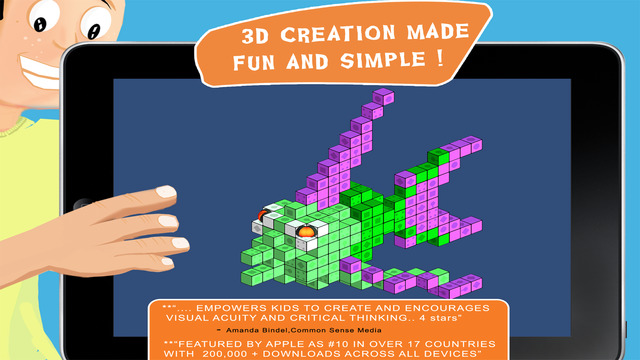 3D CREATION MADE
FUN AND SIMPLE !
**".... EMPOWERS KIDS TO CREATE AND ENCOURAGES
VISUAL ACUITY AND CRITICAL THINKING.. 4 stars"
- Amanda Bindel,Common Sense Media
**"FEATURED BY APPLE AS #10 IN OVER 17 COUNTRIES
WITH 200,000 + DOWNLOADS ACROSS ALL DEVICES"